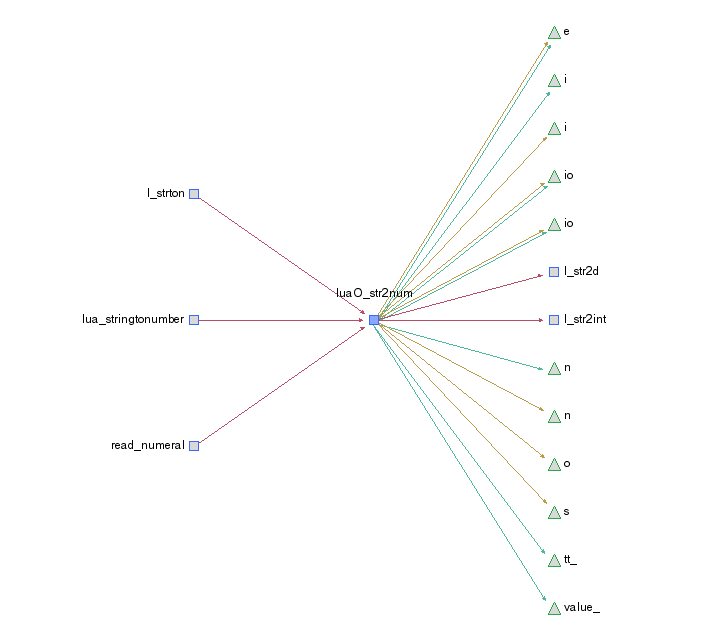 e
i
i
io
l_strton
io
l_str2d
luaO_str2num
lua_stringtonumber
l_str2int
n
n
read_numeral
o
s
tt_
value_